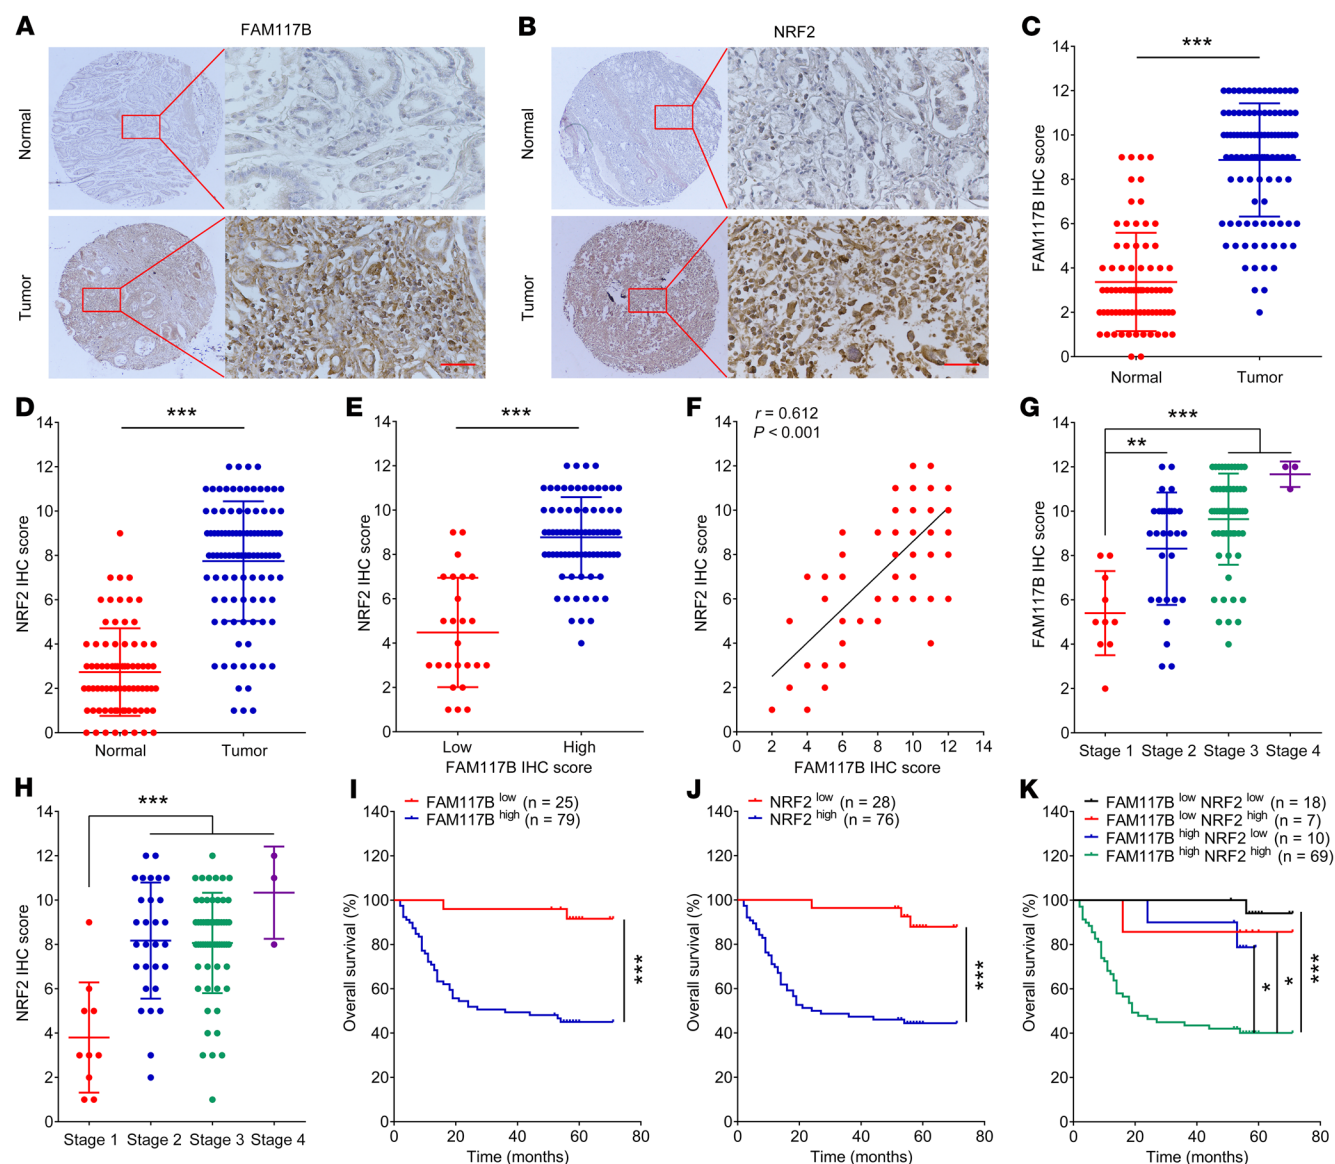 A
FAM117B
Normal
Tumor
B
NRF2
Normal
Tumor
C
***
FAM117B IHC score
14
12
10
8
6
4
2
0
Normal Tumor
D
***
NRF2 IHC score
14
12
10
8
6
4
2
0
Normal Tumor
E
***
NRF2 IHC score
14
12
10
8
6
4
2
0
Low High
FAM117B IHC score
F
r = 0.612
P < 0.001
NRF2 IHC score
14
12
10
8
6
4
2
0
0 2 4 6 8 10 12 14
FAM117B IHC score
G
***
**
FAM117B IHC score
14
12
10
8
6
4
2
0
Stage 1 Stage 2 Stage 3 Stage 4
H
***
NRF2 IHC score
14
12
10
8
6
4
2
0
Stage 1 Stage 2 Stage 3 Stage 4
I
FAM117B low (n = 25)
FAM117B high (n = 79)
Overall survival (%)
140
120
100
80
60
40
20
0
***
0 20 40 60 80
Time (months)
J
NRF2 low (n = 28)
NRF2 high (n = 76)
Overall survival (%)
140
120
100
80
60
40
20
0
***
0 20 40 60 80
Time (months)
K
FAM117B low NRF2 low (n = 18)
FAM117B low NRF2 high (n = 7)
FAM117B high NRF2 low (n = 10)
FAM117B high NRF2 high (n = 69)
Overall survival (%)
140
120
100
80
60
40
20
0
* * ***
0 20 40 60 80
Time (months)